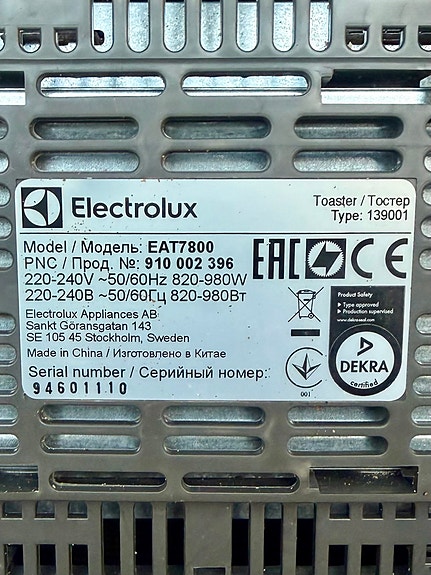 Electrolux
Toaster / Тостер
Type: 139001
Model / Модель: EAT7800
PNC / Прод. №: 910 002 396
220-240V ~50/60Hz 820-980W
220-240В ~50/60Гц 820-980Вт
EAC CE
Electrolux Appliances AB
Sankt Göransgatan 143
SE 105 45 Stockholm, Sweden
Made in China / Изготовлено в Китае
Serial number / Серийный номер:
94601110
001
Product Safety
Type approved
Production supervised
www.dekraseal.com
DEKRA
certified